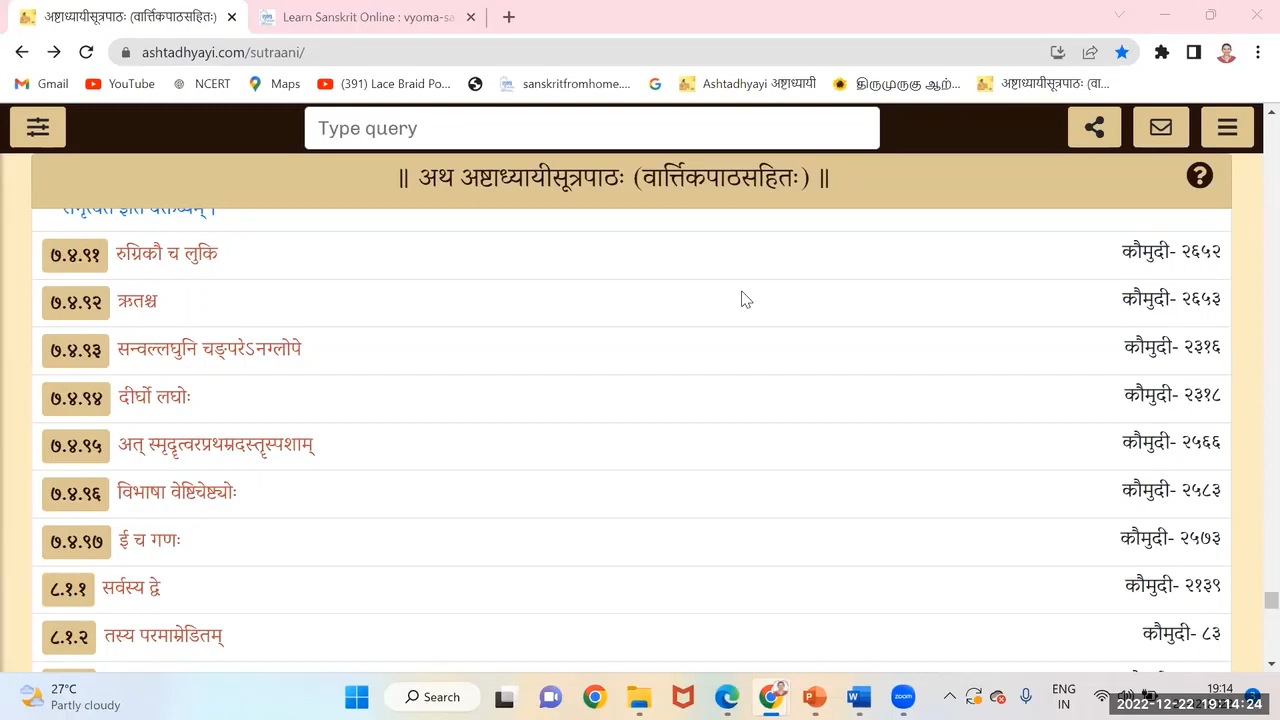 अष्टाध्यायीसूत्रपाठः (वार्त्तिकपाठसहितः)
Learn Sanskrit Online : vyoma-sa
ashtadhyayi.com/sutraani/
Gmail YouTube NCERT Maps (391) Lace Braid Po... sanskritfromhome.... Ashtadhyayi अष्टाध्यायी திருமுருகு ஆற்... अष्टाध्यायीसूत्रपाठः (वा...
Type query
॥ अथ अष्टाध्यायीसूत्रपाठः (वार्त्तिकपाठसहितः) ॥
७.४.९१ रुग्रिकौ च लुकि कौमुदी- २६५२
७.४.९२ ऋतश्च कौमुदी- २६५३
७.४.९३ सन्वल्लघुनि चङ्परेऽनग्लोपे कौमुदी- २३१६
७.४.९४ दीर्घो लघोः कौमुदी- २३१८
७.४.९५ अत् स्मृदॄत्वरप्रथम्रदस्तॄस्पशाम् कौमुदी- २५६६
७.४.९६ विभाषा वेष्टिचेष्ट्योः कौमुदी- २५८३
७.४.९७ ई च गणः कौमुदी- २५७३
८.१.१ सर्वस्य द्वे कौमुदी- २१३९
८.१.२ तस्य परमाम्रेडितम् कौमुदी- ८३
27°C
Partly cloudy
Search
ENG
IN
19:14
2022-12-22 19:14:24